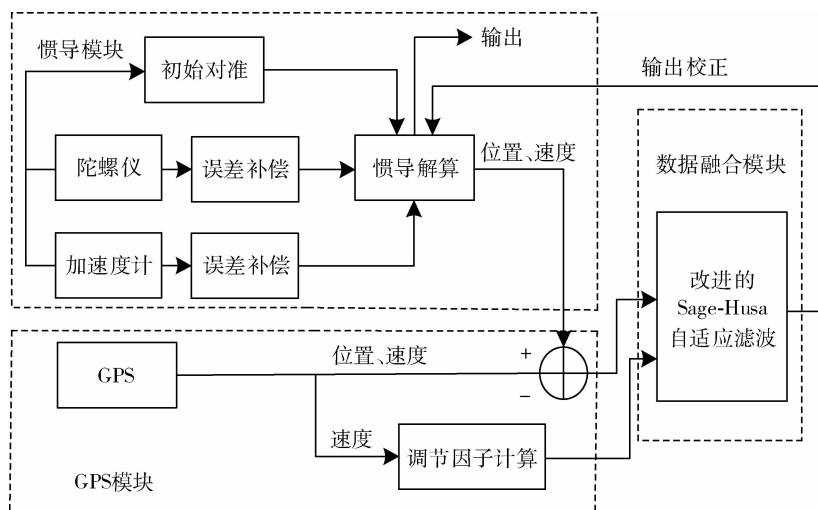 惯导模块
初始对准
输出
输出校正
陀螺仪
误差补偿
惯导解算
位置、速度
数据融合模块
加速度计
误差补偿
改进的
Sage-Husa
自适应滤波
GPS
位置、速度
+
−
速度
调节因子计算
GPS模块